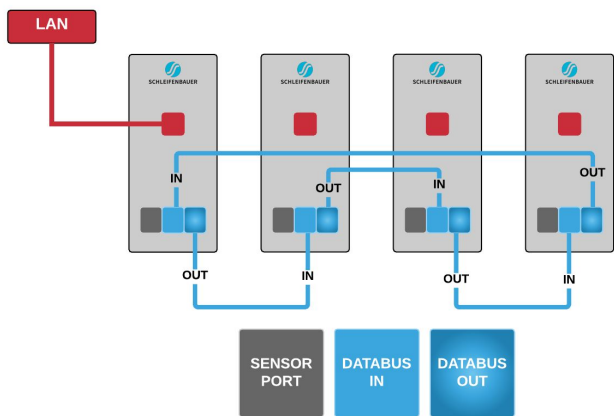 LAN
SCHLEIFENBAUER
SCHLEIFENBAUER
SCHLEIFENBAUER
SCHLEIFENBAUER
IN
OUT
IN
OUT
OUT
IN
OUT
IN
SENSOR
PORT
DATABUS
IN
DATABUS
OUT